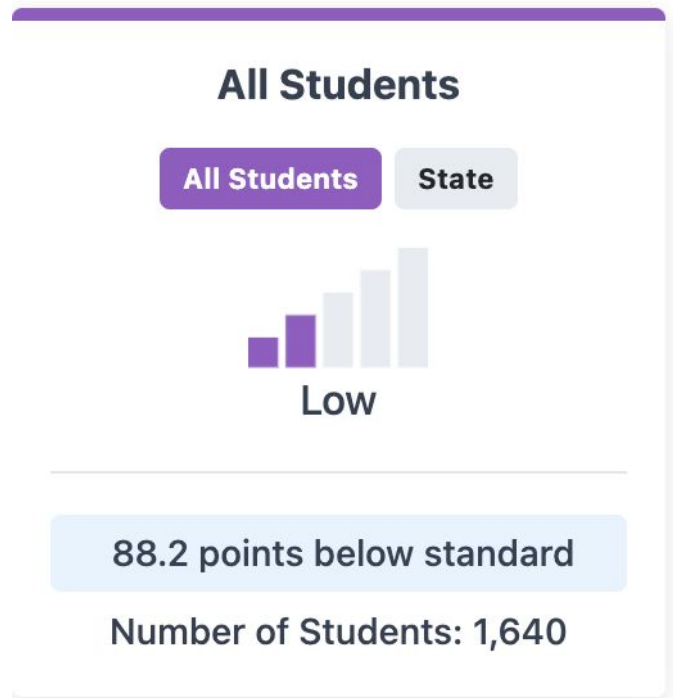 All Students
All Students State
Low
88.2 points below standard
Number of Students: 1,640